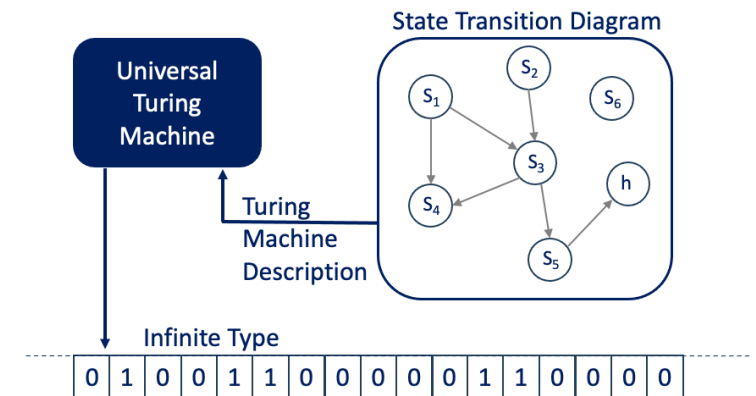 State Transition Diagram
Universal
Turing
Machine
S₁
S₂
S₆
S₃
S₄
h
S₅
Turing
Machine
Description
Infinite Type
0 1 0 0 1 1 0 0 0 0 0 1 1 0 0 0 0